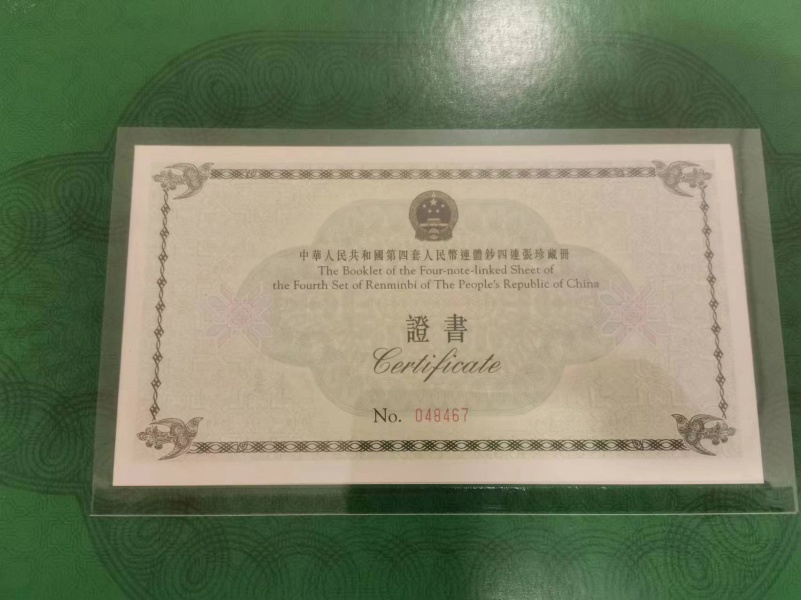 中華人民共和國第四套人民幣連體鈔四連張珍藏冊
The Booklet of the Four-note-linked Sheet of
the Fourth Set of Renminbi of The People's Republic of China
證書
Certificate
No. 048467